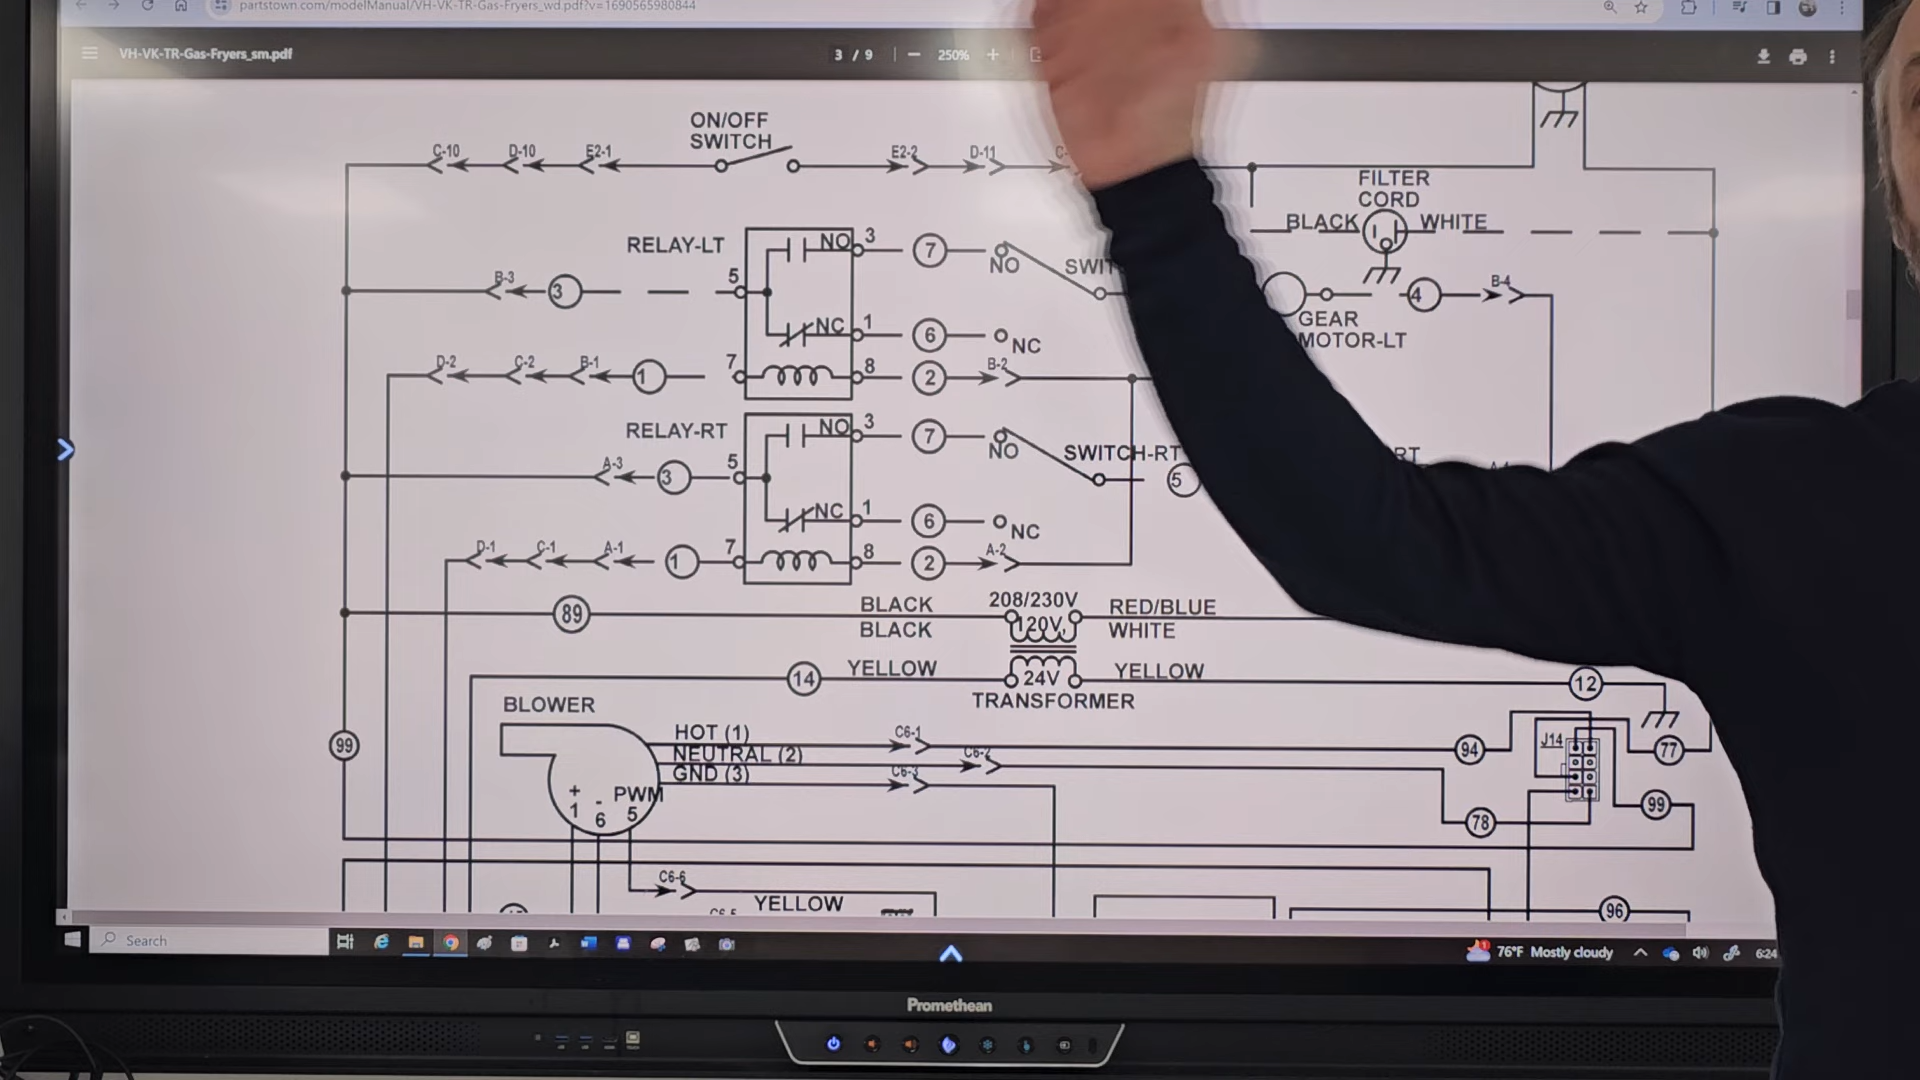 partstown.com/modelManual/VH-VK-TR-Gas-Fryers_wd.pdf?v=1690565980844
VH-VK-TR-Gas-Fryers_sm.pdf
3 / 9
250%
ON/OFF
SWITCH
C-10
D-10
E2-1
E2-2
D-11
FILTER
CORD
BLACK
WHITE
RELAY-LT
NO
3
7
NO
5
B-3
3
NC
1
6
NC
B-4
4
GEAR
MOTOR-LT
D-2
C-2
B-1
1
7
8
2
B-2
RELAY-RT
NO
3
7
NO
SWITCH-RT
5
A-3
3
5
NC
1
6
NC
D-1
C-1
A-1
1
7
8
2
A-2
89
BLACK
208/230V
RED/BLUE
BLACK
120V
WHITE
14
YELLOW
24V
YELLOW
12
TRANSFORMER
BLOWER
HOT (1)
C6-1
94
J14
77
NEUTRAL (2)
C6-2
GND (3)
C6-3
99
+
-
PWM
1
6
5
78
99
C6-6
YELLOW
96
Search
76°F Mostly cloudy
6:24
Promethean